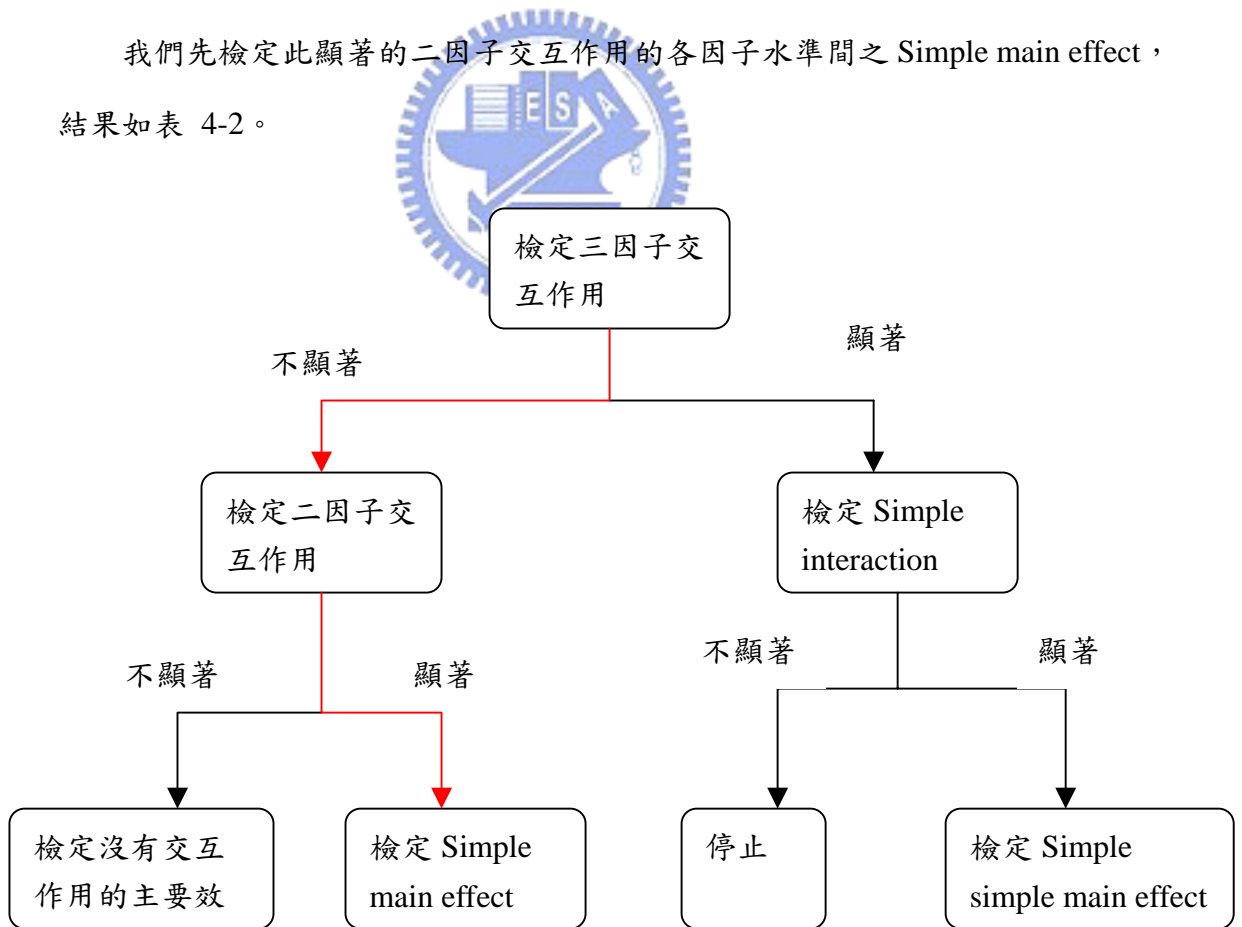 我們先檢定此顯著的二因子交互作用的各因子水準間之 Simple main effect，
結果如表 4-2。
ESA
檢定三因子交
互作用
不顯著
顯著
檢定二因子交
互作用
檢定 Simple
interaction
不顯著
顯著
不顯著
顯著
檢定沒有交互
作用的主要效
檢定 Simple
main effect
停止
檢定 Simple
simple main effect